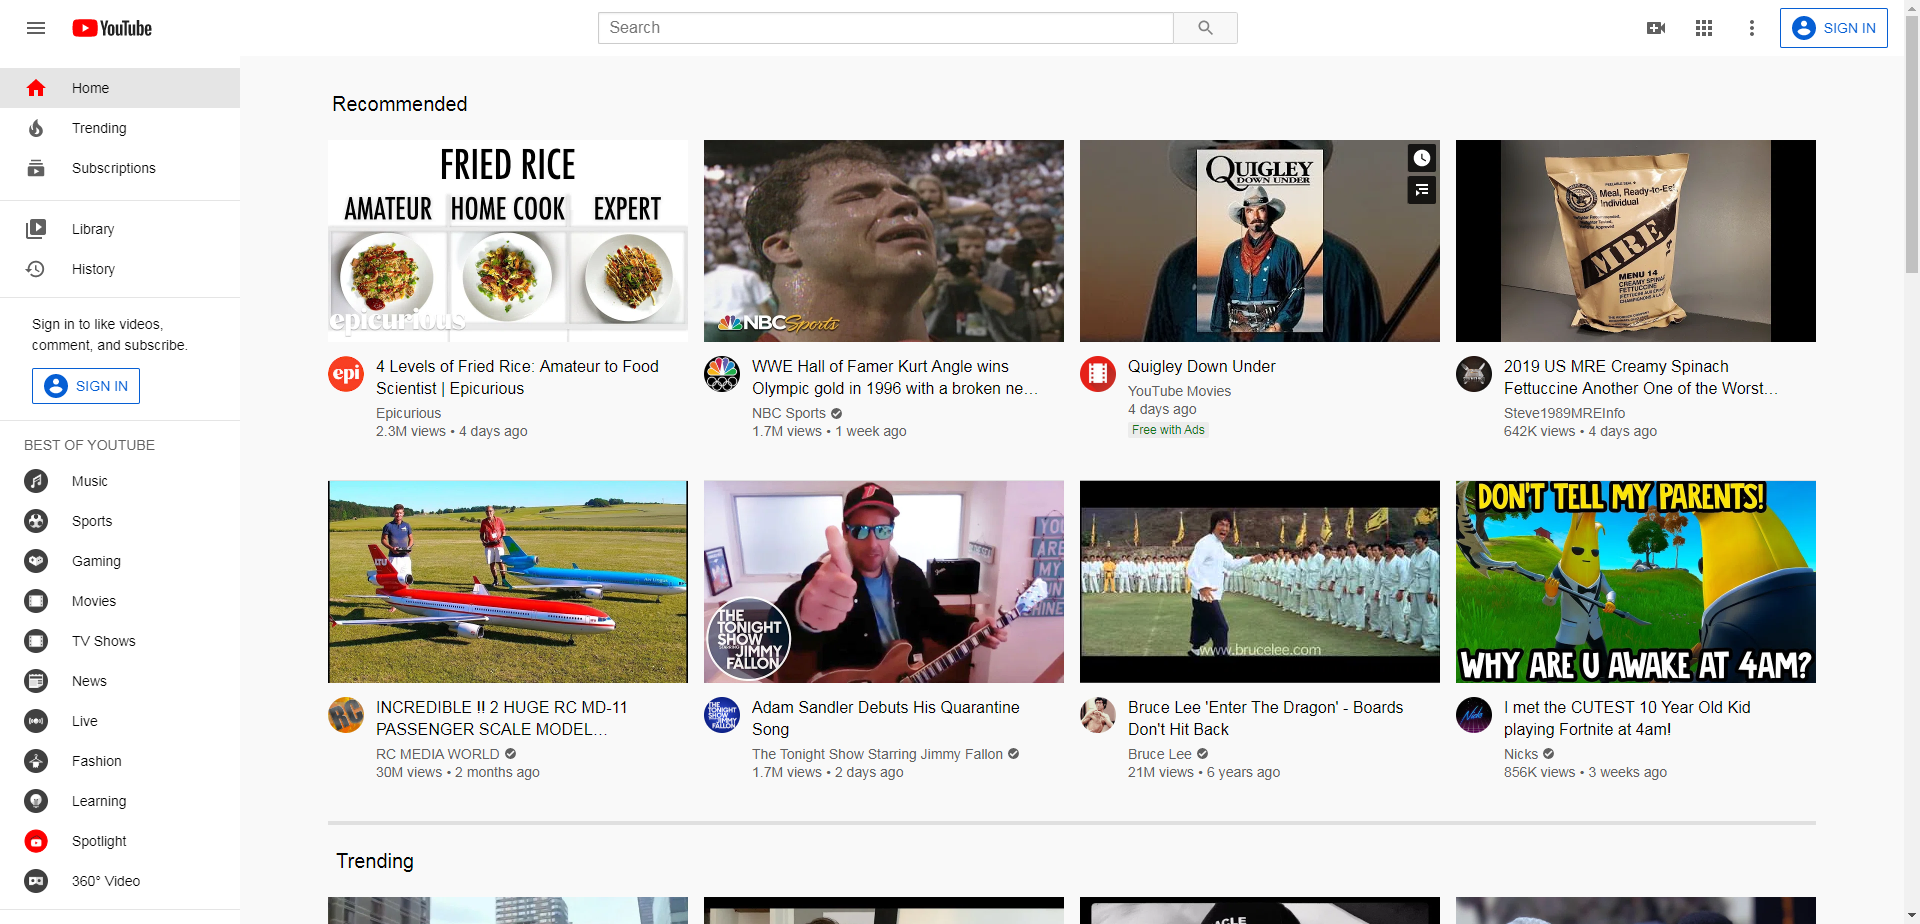 YouTube
Search
SIGN IN
Home
Trending
Subscriptions
Library
History
Sign in to like videos,
comment, and subscribe.
SIGN IN
BEST OF YOUTUBE
Music
Sports
Gaming
Movies
TV Shows
News
Live
Fashion
Learning
Spotlight
360° Video
Recommended
FRIED RICE
AMATEUR HOME COOK EXPERT
epicurious
epi
4 Levels of Fried Rice: Amateur to Food
Scientist | Epicurious
Epicurious
2.3M views • 4 days ago
NBC Sports
WWE Hall of Famer Kurt Angle wins
Olympic gold in 1996 with a broken ne...
NBC Sports
1.7M views • 1 week ago
QUIGLEY
DOWN UNDER
Quigley Down Under
YouTube Movies
4 days ago
Free with Ads
Meal, Ready-to-Eat
Individual
MRE
MENU 14
CREAMY SPINACH
FETTUCCINE
2019 US MRE Creamy Spinach
Fettuccine Another One of the Worst...
Steve1989MREInfo
642K views • 4 days ago
LTU
RC
INCREDIBLE !! 2 HUGE RC MD-11
PASSENGER SCALE MODEL...
RC MEDIA WORLD
30M views • 2 months ago
YOU
ARE
MY
THE
TONIGHT
SHOW
STARRING
JIMMY
FALLON
Adam Sandler Debuts His Quarantine
Song
The Tonight Show Starring Jimmy Fallon
1.7M views • 2 days ago
www.brucelee.com
Bruce Lee 'Enter The Dragon' - Boards
Don't Hit Back
Bruce Lee
21M views • 6 years ago
DON'T TELL MY PARENTS!
WHY ARE U AWAKE AT 4AM?
Nicks
I met the CUTEST 10 Year Old Kid
playing Fortnite at 4am!
Nicks
856K views • 3 weeks ago
Trending